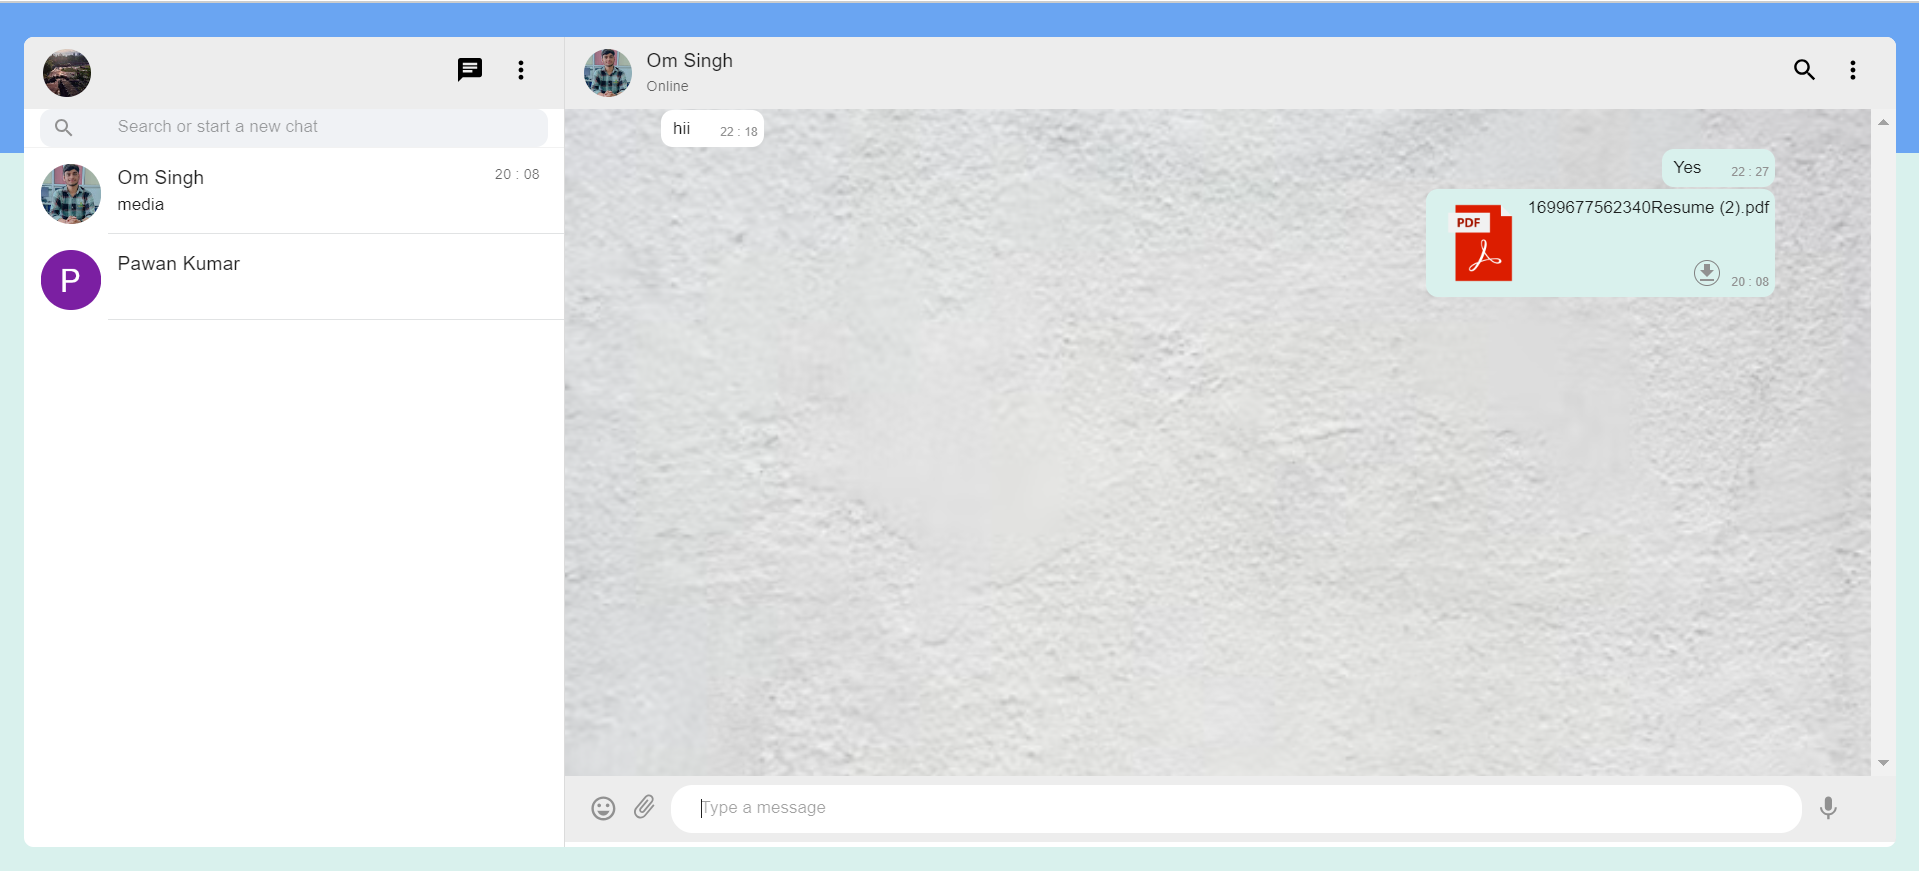 Om Singh
Online
Search or start a new chat
Om Singh
20 : 08
media
P
Pawan Kumar
hii 22 : 18
Yes 22 : 27
1699677562340Resume (2).pdf
PDF
20 : 08
Type a message